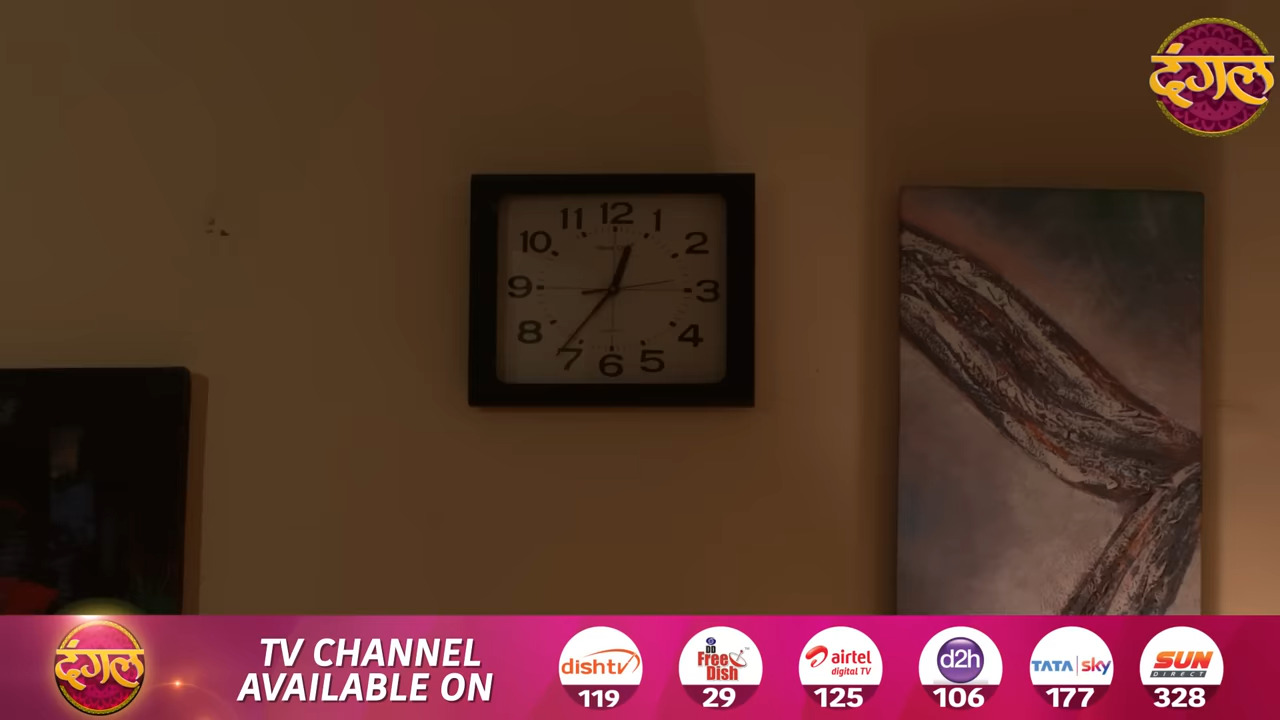 दंगल
11 12 1
10 2
9 3
8 4
7 6 5
दंगल
TV CHANNEL
AVAILABLE ON
dishtv
119
DD
Free
Dish
29
airtel
digital TV
125
d2h
106
TATA sky
177
SUN
DIRECT
328